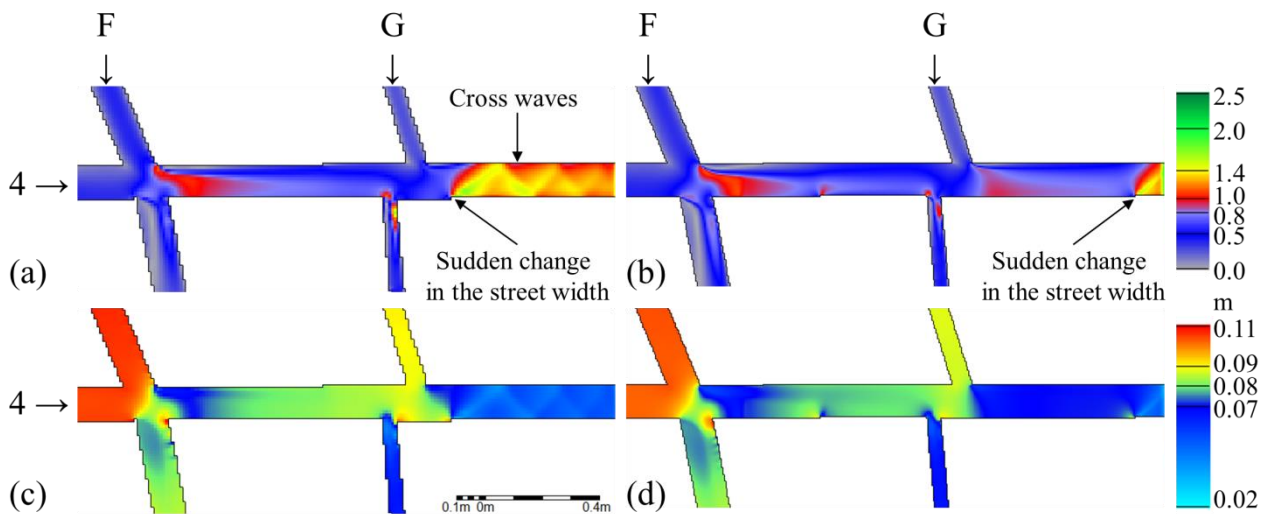 F G F G
Cross waves
2.5
2.0
1.4
1.0
0.8
0.5
0.0
4 →
(a) Sudden change
in the street width
(b) Sudden change
in the street width
m
0.11
0.09
0.08
0.07
0.02
4 →
(c) 0.1m 0m 0.4m (d)